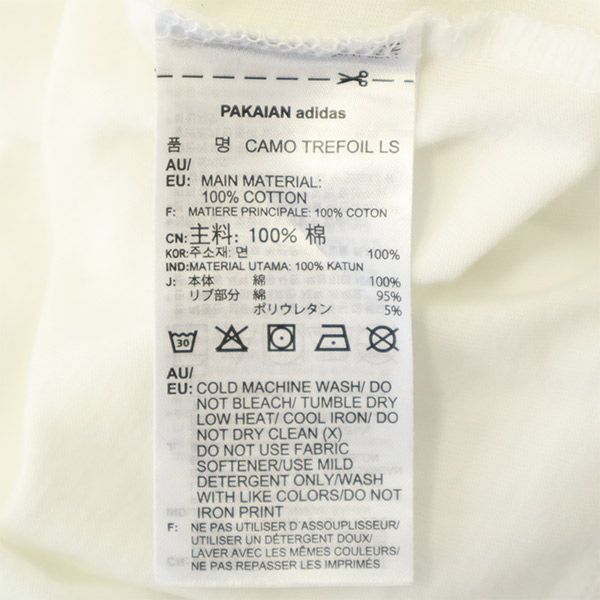 PAKAIAN adidas
품 명 CAMO TREFOIL LS
AU/
EU: MAIN MATERIAL:
100% COTTON
F: MATIERE PRINCIPALE: 100% COTON
CN: 主料: 100% 棉
KOR: 주소재: 면 100%
IND: MATERIAL UTAMA: 100% KATUN
J: 本体 綿 100%
リブ部分 綿 95%
ポリウレタン 5%
30
AU/
EU: COLD MACHINE WASH/ DO
NOT BLEACH/ TUMBLE DRY
LOW HEAT/ COOL IRON/ DO
NOT DRY CLEAN (X)
DO NOT USE FABRIC
SOFTENER/USE MILD
DETERGENT ONLY/WASH
WITH LIKE COLORS/DO NOT
IRON PRINT
F: NE PAS UTILISER D'ASSOUPLISSEUR/
UTILISER UN DÉTERGENT DOUX/
LAVER AVEC LES MÊMES COULEURS/
NE PAS REPASSER LES IMPRIMÉS